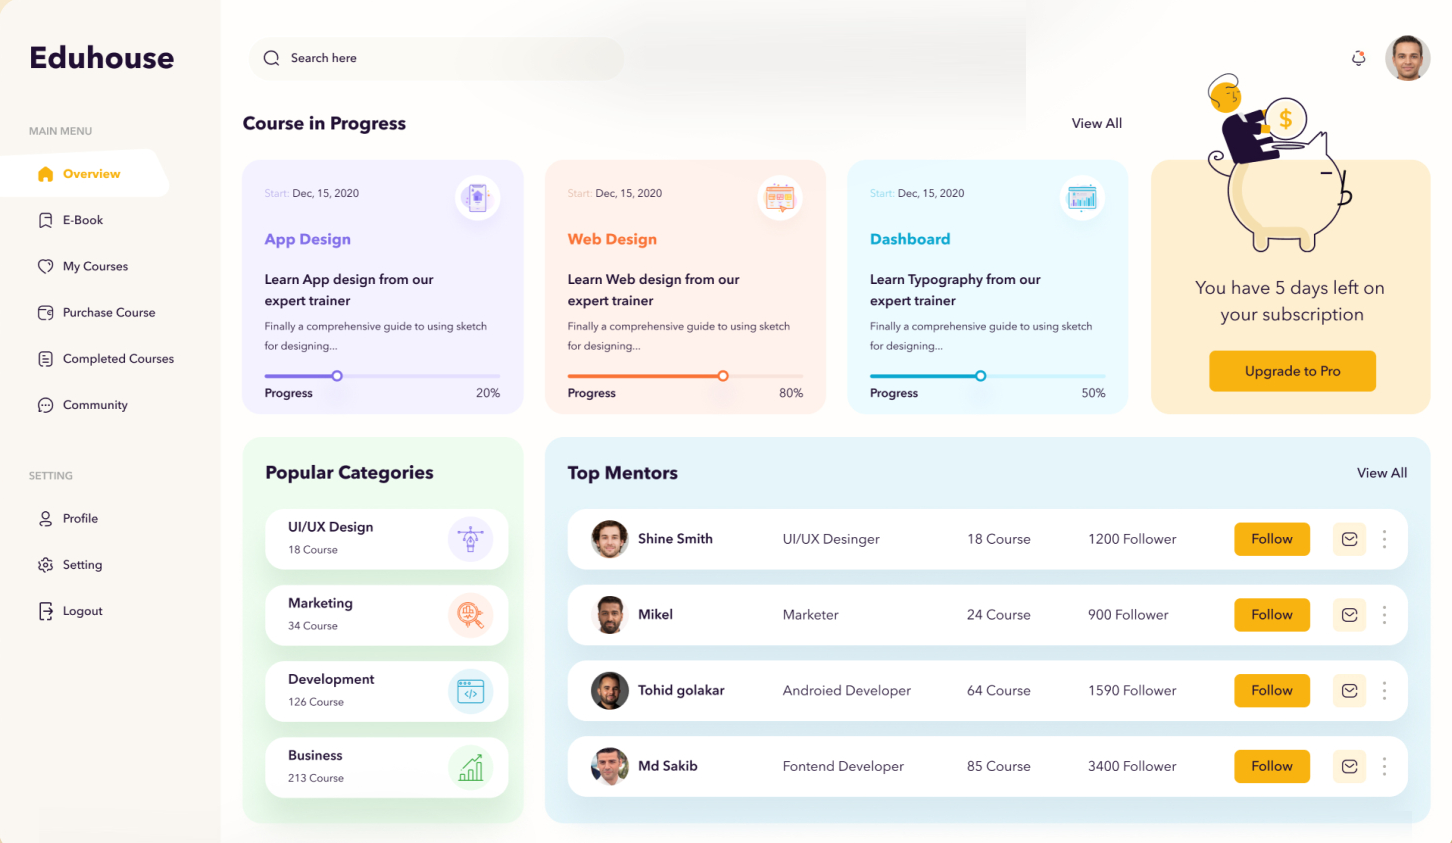 Eduhouse
Search here
MAIN MENU
Overview
E-Book
My Courses
Purchase Course
Completed Courses
Community
SETTING
Profile
Setting
Logout
Course in Progress
View All
Start: Dec, 15, 2020
App Design
Learn App design from our
expert trainer
Finally a comprehensive guide to using sketch
for designing...
Progress 20%
Start: Dec, 15, 2020
Web Design
Learn Web design from our
expert trainer
Finally a comprehensive guide to using sketch
for designing...
Progress 80%
Start: Dec, 15, 2020
Dashboard
Learn Typography from our
expert trainer
Finally a comprehensive guide to using sketch
for designing...
Progress 50%
$
You have 5 days left on
your subscription
Upgrade to Pro
Popular Categories
UI/UX Design
18 Course
Marketing
34 Course
Development
126 Course
</>
Business
213 Course
Top Mentors
View All
Shine Smith UI/UX Desinger 18 Course 1200 Follower Follow
Mikel Marketer 24 Course 900 Follower Follow
Tohid golakar Androied Developer 64 Course 1590 Follower Follow
Md Sakib Fontend Developer 85 Course 3400 Follower Follow